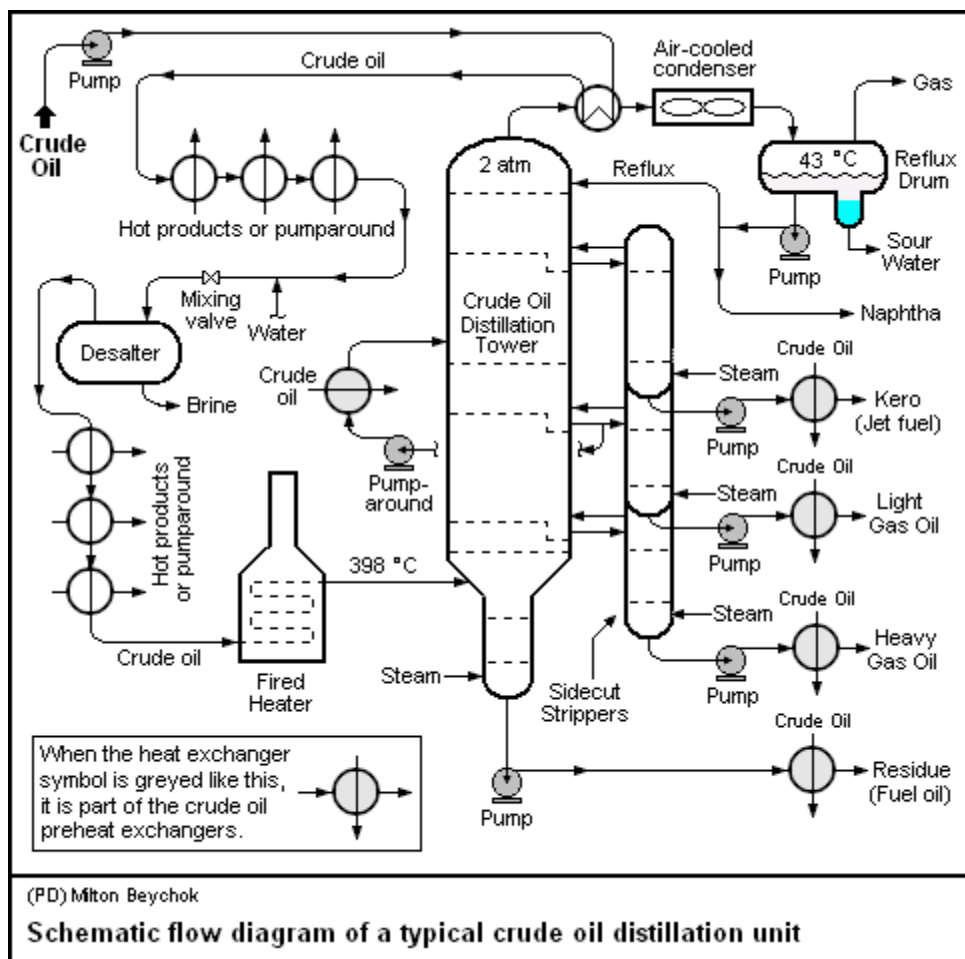 Pump
Crude oil
Crude
Oil
Air-cooled
condenser
Gas
2 atm
43 °C
Reflux
Drum
Reflux
Hot products or pumparound
Pump
Sour
Water
Mixing
valve
Water
Naphtha
Crude Oil
Distillation
Tower
Desalter
Brine
Crude
oil
Steam
Crude Oil
Pump
Kero
(Jet fuel)
Pump-
around
Hot products
or pumparound
Steam
Crude Oil
Pump
Light
Gas Oil
398 °C
Steam
Crude Oil
Pump
Heavy
Gas Oil
Crude oil
Fired
Heater
Steam
Sidecut
Strippers
Crude Oil
Pump
Residue
(Fuel oil)
When the heat exchanger
symbol is greyed like this,
it is part of the crude oil
preheat exchangers.
(PD) Milton Beychok
Schematic flow diagram of a typical crude oil distillation unit